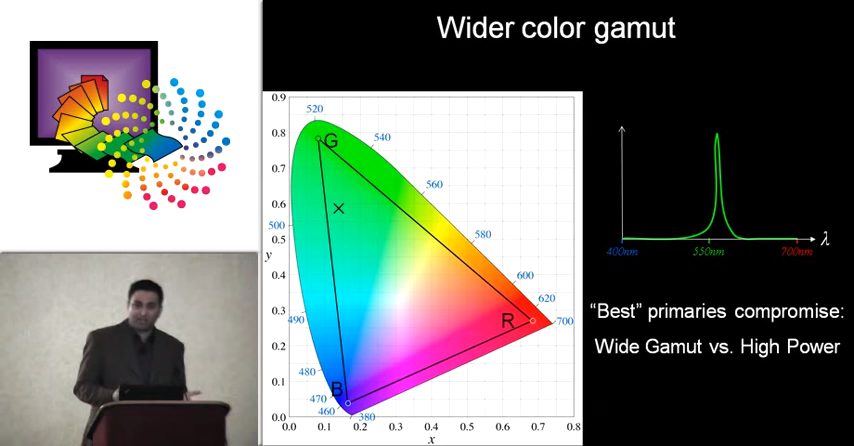 Wider color gamut
0.9
0.8
0.7
0.6
0.5
0.4
0.3
0.2
0.1
0.0
y
0.0 0.1 0.2 0.3 0.4 0.5 0.6 0.7 0.8
x
520
540
560
580
600
620
700
500
490
480
470
460
380
G
R
B
400nm 550nm 700nm
λ
“Best” primaries compromise:
Wide Gamut vs. High Power